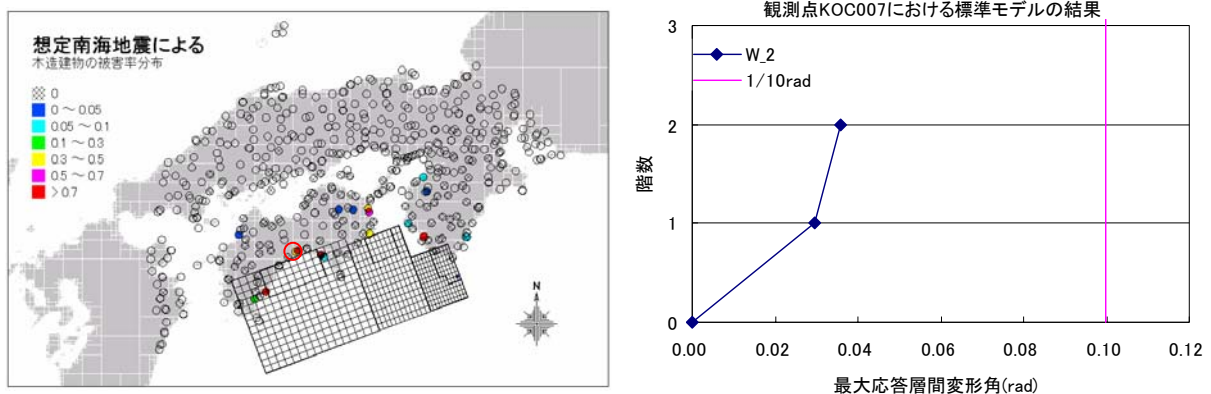 想定南海地震による
木造建物の被害率分布
0
0 ～ 0.05
0.05 ～ 0.1
0.1 ～ 0.3
0.3 ～ 0.5
0.5 ～ 0.7
＞0.7
N
観測点KOC007における標準モデルの結果
W_2
1/10rad
階数
3
2
1
0
0.00 0.02 0.04 0.06 0.08 0.10 0.12
最大応答層間変形角(rad)